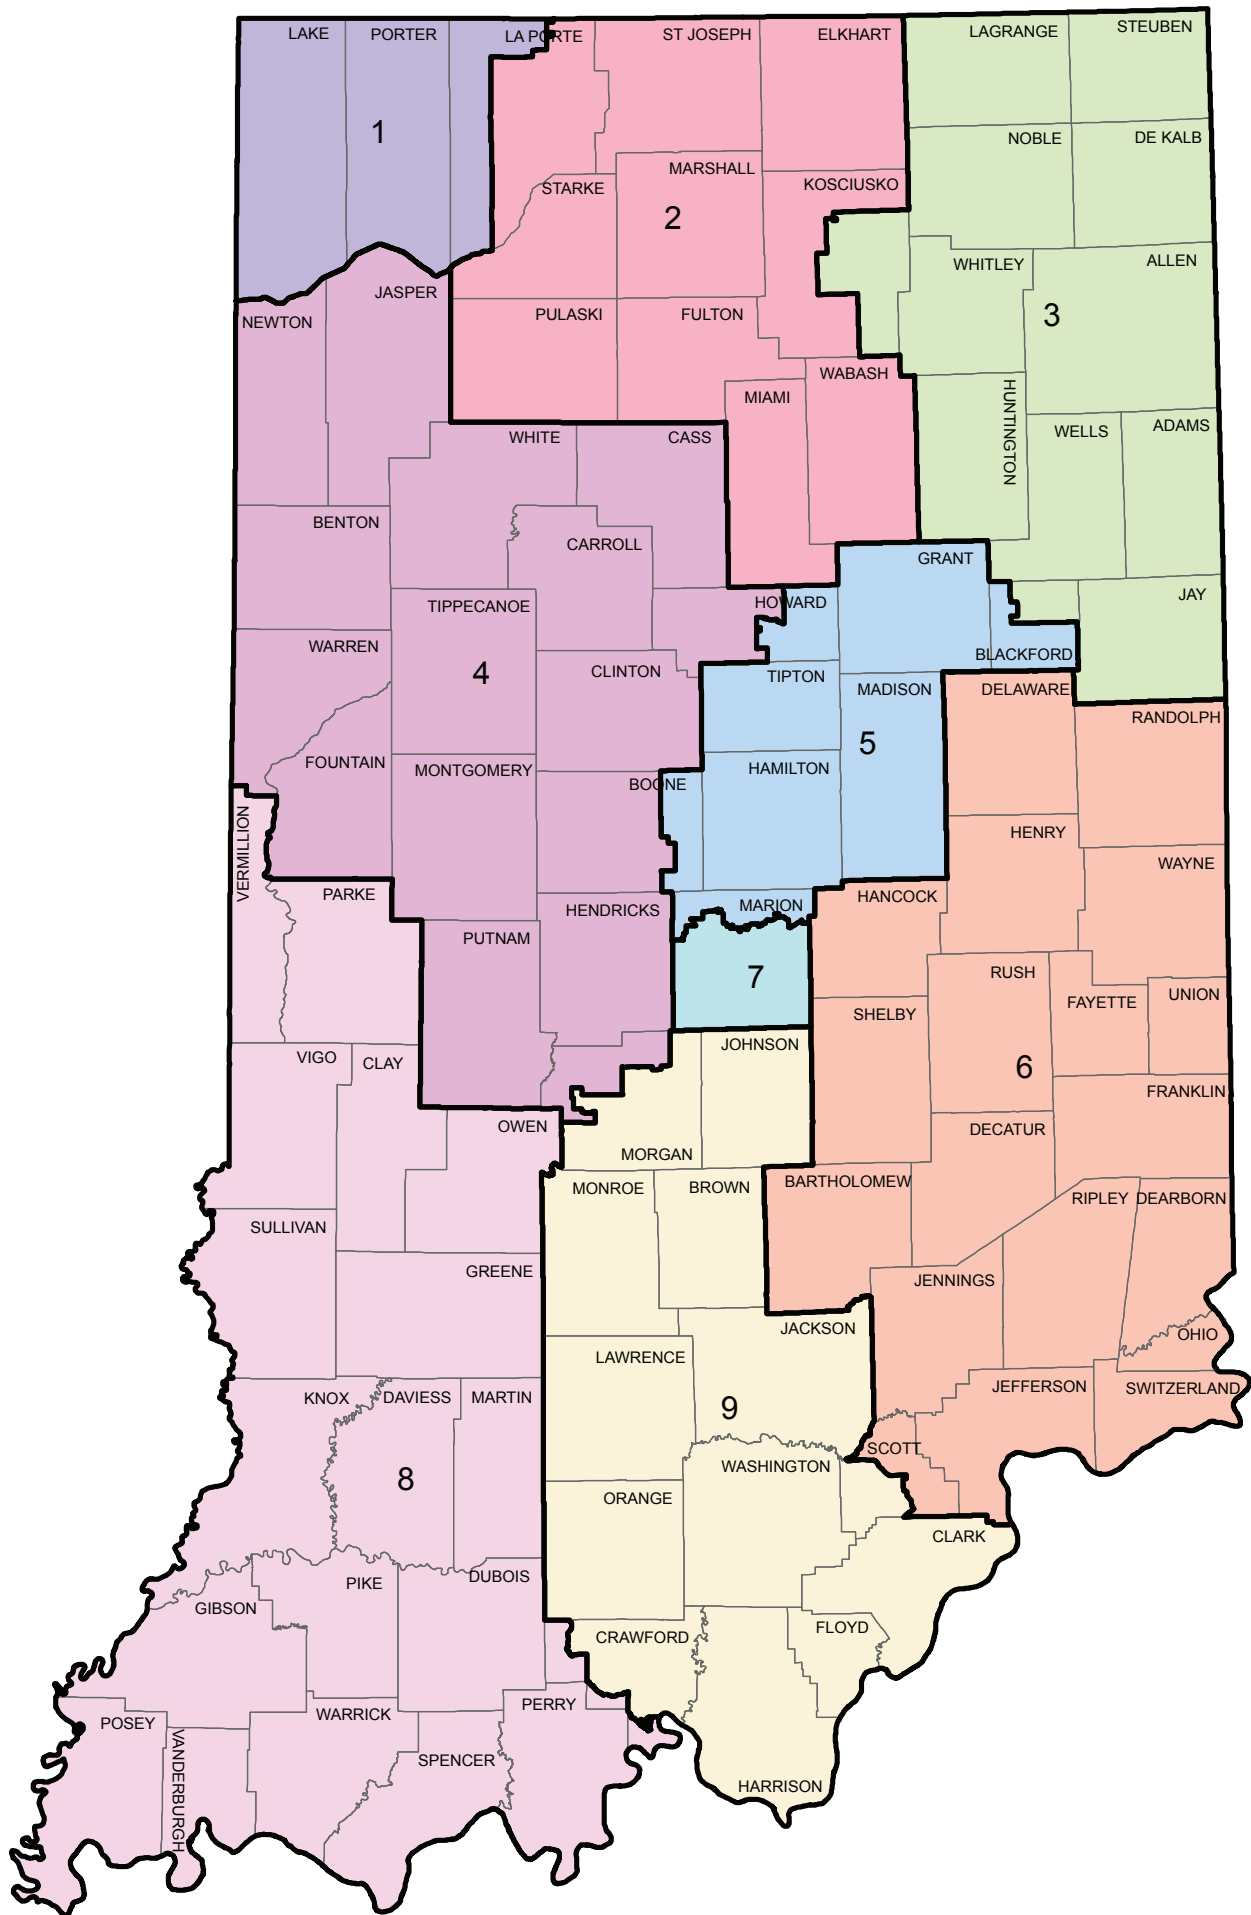 LAKE
PORTER
LA PORTE
ST JOSEPH
ELKHART
LAGRANGE
STEUBEN
1
NOBLE
DE KALB
MARSHALL
STARKE
KOSCIUSKO
2
WHITLEY
ALLEN
JASPER
NEWTON
PULASKI
FULTON
3
WABASH
MIAMI
HUNTINGTON
WELLS
ADAMS
WHITE
CASS
BENTON
CARROLL
GRANT
TIPPECANOE
HOWARD
JAY
WARREN
4
CLINTON
TIPTON
BLACKFORD
MADISON
DELAWARE
RANDOLPH
5
FOUNTAIN
MONTGOMERY
BOONE
HAMILTON
VERMILLION
HENRY
WAYNE
PARKE
HENDRICKS
MARION
HANCOCK
PUTNAM
7
RUSH
FAYETTE
UNION
SHELBY
VIGO
CLAY
JOHNSON
6
FRANKLIN
OWEN
DECATUR
MORGAN
MONROE
BROWN
BARTHOLOMEW
RIPLEY
DEARBORN
SULLIVAN
GREENE
JENNINGS
JACKSON
OHIO
LAWRENCE
KNOX
DAVIESS
MARTIN
9
JEFFERSON
SWITZERLAND
SCOTT
8
WASHINGTON
ORANGE
CLARK
PIKE
DUBOIS
GIBSON
CRAWFORD
FLOYD
POSEY
VANDERBURGH
WARRICK
PERRY
SPENCER
HARRISON